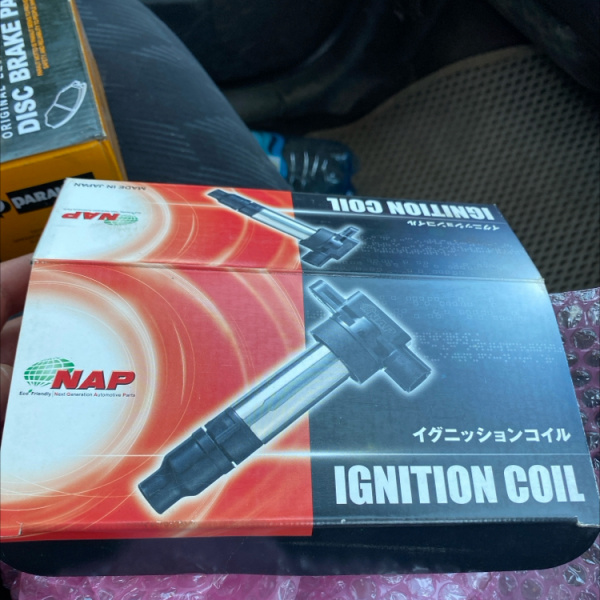 ORIGINAL
DISC BRAKE PA
MADE IN JAPAN
NAP
IGNITION COIL
イグニッションコイル
NAP
Eco Friendly | Next Generation Automotive Parts
イグニッションコイル
IGNITION COIL